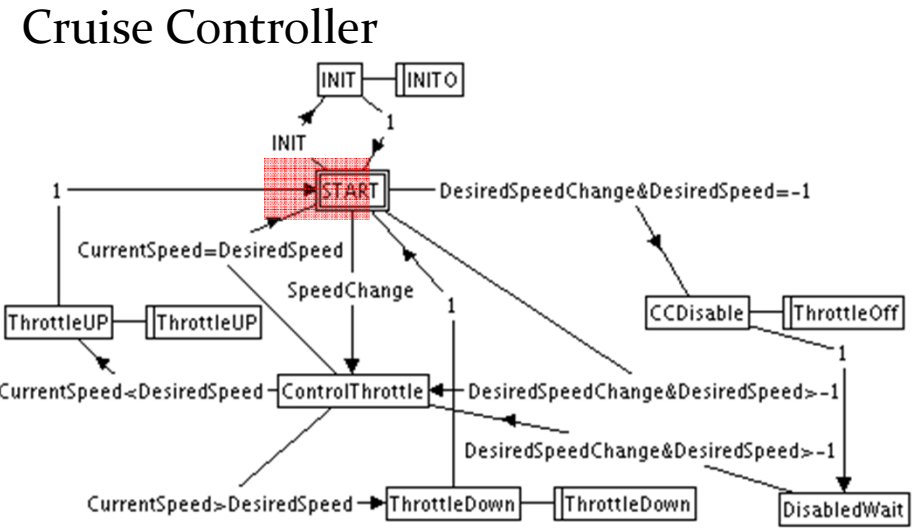 Cruise Controller
INIT
INITO
INIT
1
1
START
DesiredSpeedChange&DesiredSpeed=-1
CurrentSpeed=DesiredSpeed
SpeedChange
1
ThrottleUP
ThrottleUP
CCDisable
ThrottleOff
1
CurrentSpeed<DesiredSpeed
ControlThrottle
DesiredSpeedChange&DesiredSpeed>-1
DesiredSpeedChange&DesiredSpeed>-1
CurrentSpeed>DesiredSpeed
ThrottleDown
ThrottleDown
DisabledWait